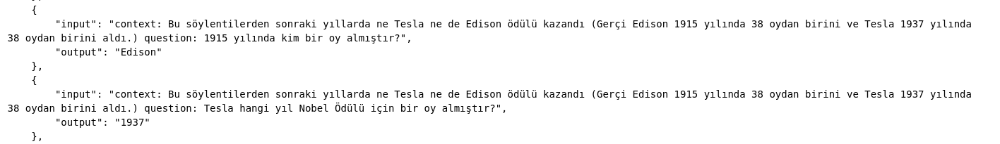 {
"input": "context: Bu söylentilerden sonraki yıllarda ne Tesla ne de Edison ödülü kazandı (Gerçi Edison 1915 yılında 38 oydan birini ve Tesla 1937 yılında
38 oydan birini aldı.) question: 1915 yılında kim bir oy almıştır?",
"output": "Edison"
},
{
"input": "context: Bu söylentilerden sonraki yıllarda ne Tesla ne de Edison ödülü kazandı (Gerçi Edison 1915 yılında 38 oydan birini ve Tesla 1937 yılında
38 oydan birini aldı.) question: Tesla hangi yıl Nobel Ödülü için bir oy almıştır?",
"output": "1937"
},